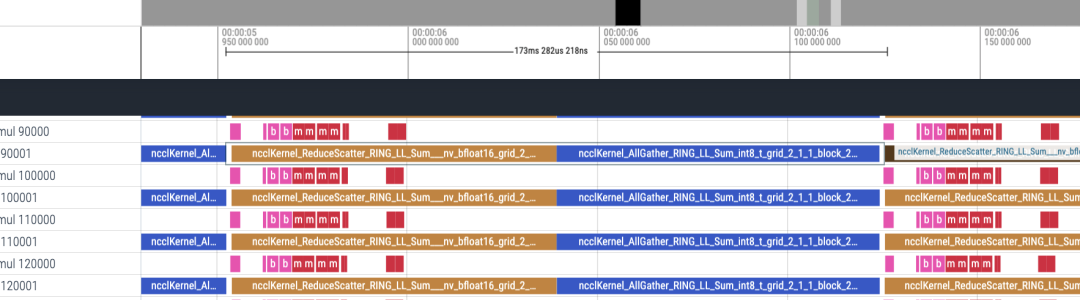 00:00:05 00:00:06 00:00:06 00:00:06 00:00:06
950 000 000 000 000 000 050 000 000 100 000 000 150 000 000
173ms 282us 218ns
mul 90000 b b m m m m b b m m m m
90001 ncclKernel_Al... ncclKernel_ReduceScatter_RING_LL_Sum___nv_bfloat16_grid_2_... ncclKernel_AllGather_RING_LL_Sum_int8_t_grid_2_1_1_block_2... ncclKernel_ReduceScatter_RING_LL_Sum___nv_bfl
mul 100000 b b m m m m b b m m m m
100001 ncclKernel_Al... ncclKernel_ReduceScatter_RING_LL_Sum___nv_bfloat16_grid_2_... ncclKernel_AllGather_RING_LL_Sum_int8_t_grid_2_1_1_block_2... ncclKernel_ReduceScatter_RING_LL_Sum
mul 110000 b b m m m m b b m m m m
110001 ncclKernel_Al... ncclKernel_ReduceScatter_RING_LL_Sum___nv_bfloat16_grid_2_... ncclKernel_AllGather_RING_LL_Sum_int8_t_grid_2_1_1_block_2... ncclKernel_ReduceScatter_RING_LL_Sum
mul 120000 b b m m m m b b m m m m
120001 ncclKernel_Al... ncclKernel_ReduceScatter_RING_LL_Sum___nv_bfloat16_grid_2_... ncclKernel_AllGather_RING_LL_Sum_int8_t_grid_2_1_1_block_2... ncclKernel_ReduceScatter_RING_LL_Sum